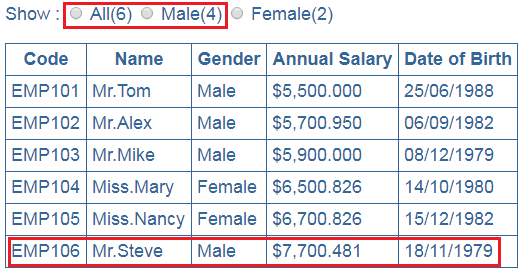 Show : All(6) Male(4) Female(2)
Code Name Gender Annual Salary Date of Birth
EMP101 Mr.Tom Male $5,500.000 25/06/1988
EMP102 Mr.Alex Male $5,700.950 06/09/1982
EMP103 Mr.Mike Male $5,900.000 08/12/1979
EMP104 Miss.Mary Female $6,500.826 14/10/1980
EMP105 Miss.Nancy Female $6,700.826 15/12/1982
EMP106 Mr.Steve Male $7,700.481 18/11/1979